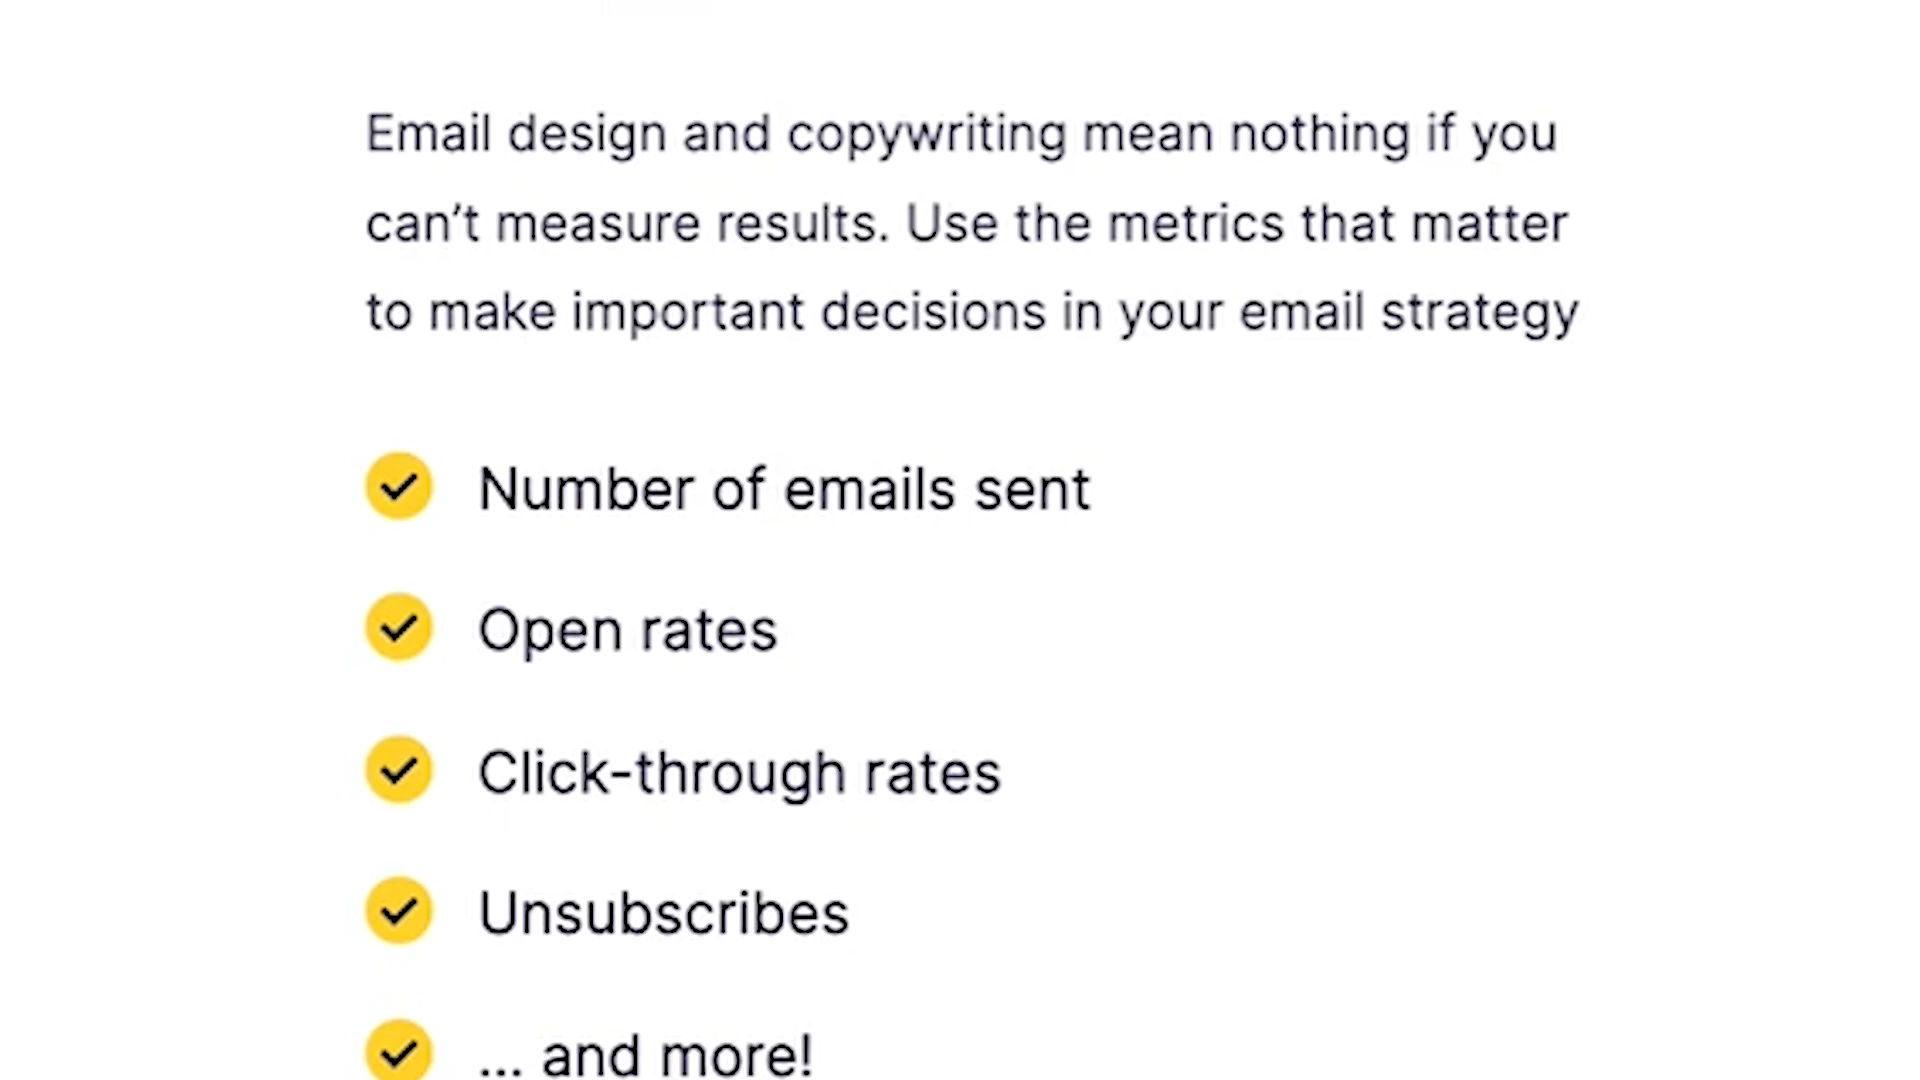 Email design and copywriting mean nothing if you
can’t measure results. Use the metrics that matter
to make important decisions in your email strategy
Number of emails sent
Open rates
Click-through rates
Unsubscribes
... and more!